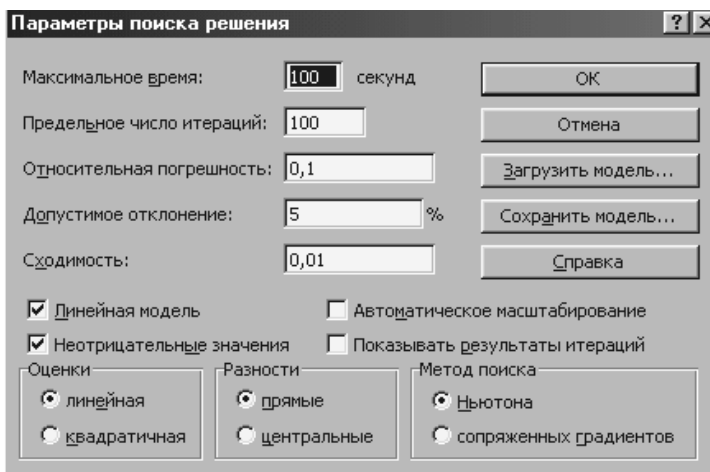 Параметры поиска решения
Максимальное время: 100 секунд OK
Предельное число итераций: 100 Отмена
Относительная погрешность: 0,1 Загрузить модель...
Допустимое отклонение: 5 % Сохранить модель...
Сходимость: 0,01 Справка
Линейная модель Автоматическое масштабирование
Неотрицательные значения Показывать результаты итераций
Оценки Разности Метод поиска
линейная прямые Ньютона
квадратичная центральные сопряженных градиентов